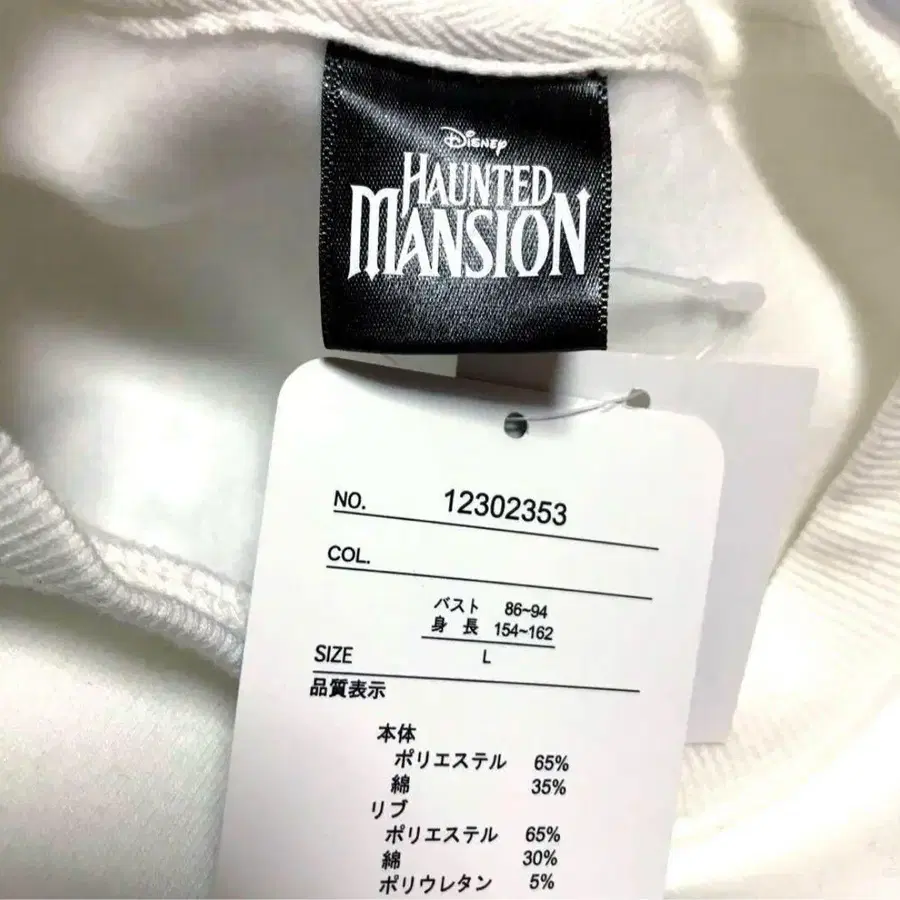 Disney
HAUNTED
MANSION
NO. 12302353
COL.
バスト 86~94
身長 154~162
SIZE L
品質表示
本体
ポリエステル 65%
綿 35%
リブ
ポリエステル 65%
綿 30%
ポリウレタン 5%